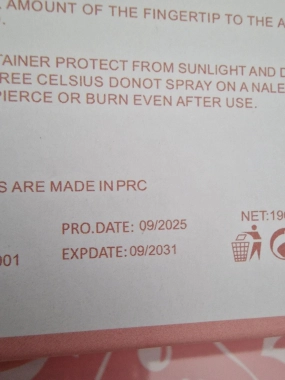 AMOUNT OF THE FINGERTIP TO THE A
TAINER PROTECT FROM SUNLIGHT AND D
REE CELSIUS DONOT SPRAY ON A NALE
PIERCE OR BURN EVEN AFTER USE.
S ARE MADE IN PRC
PRO.DATE: 09/2025
NET:19
001
EXPDATE: 09/2031